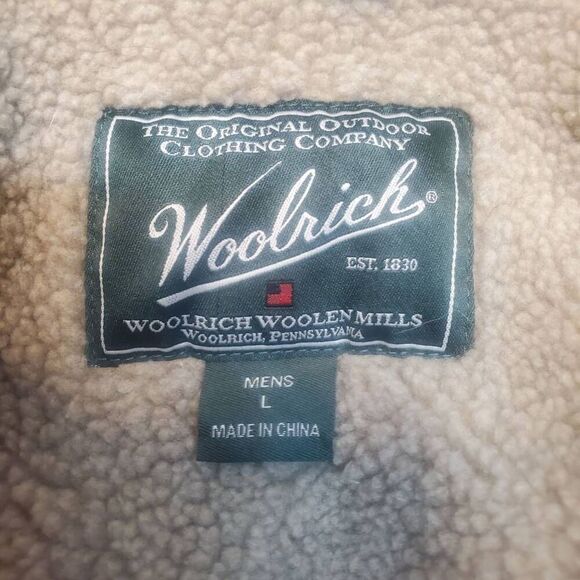 THE ORIGINAL OUTDOOR
CLOTHING COMPANY
Woolrich®
EST. 1830
WOOLRICH WOOLEN MILLS
WOOLRICH, PENNSYLVANIA
MENS
L
MADE IN CHINA